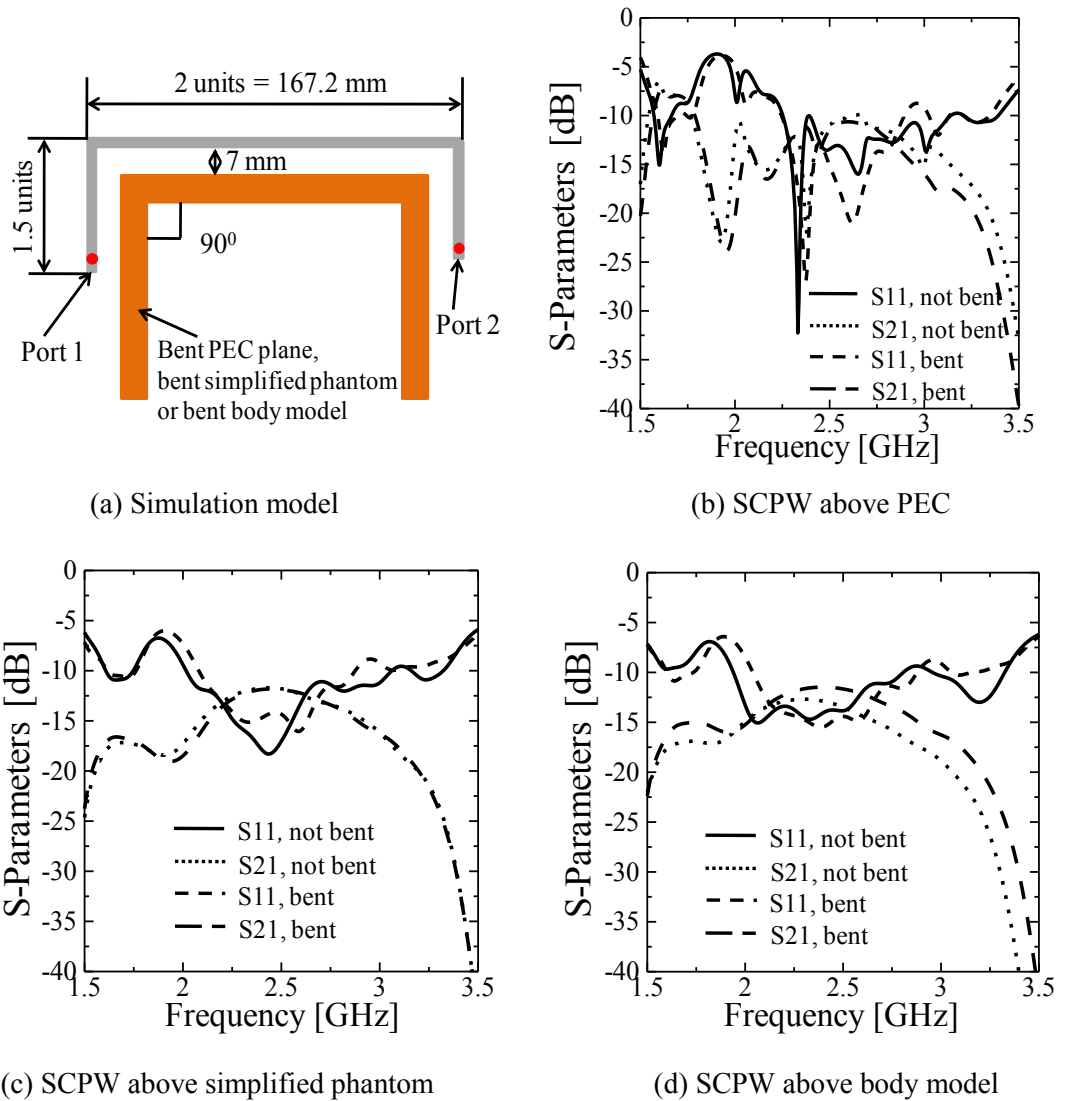 2 units = 167.2 mm
1.5 units
7 mm
90⁰
Port 1
Port 2
Bent PEC plane,
bent simplified phantom
or bent body model
(a) Simulation model
S-Parameters [dB]
0
-5
-10
-15
-20
-25
-30
-35
-40
S11, not bent
S21, not bent
S11, bent
S21, bent
1.5
2
2.5
3
3.5
Frequency [GHz]
(b) SCPW above PEC
S-Parameters [dB]
0
-5
-10
-15
-20
-25
-30
-35
-40
S11, not bent
S21, not bent
S11, bent
S21, bent
1.5
2
2.5
3
3.5
Frequency [GHz]
(c) SCPW above simplified phantom
S-Parameters [dB]
0
-5
-10
-15
-20
-25
-30
-35
-40
S11, not bent
S21, not bent
S11, bent
S21, bent
1.5
2
2.5
3
3.5
Frequency [GHz]
(d) SCPW above body model